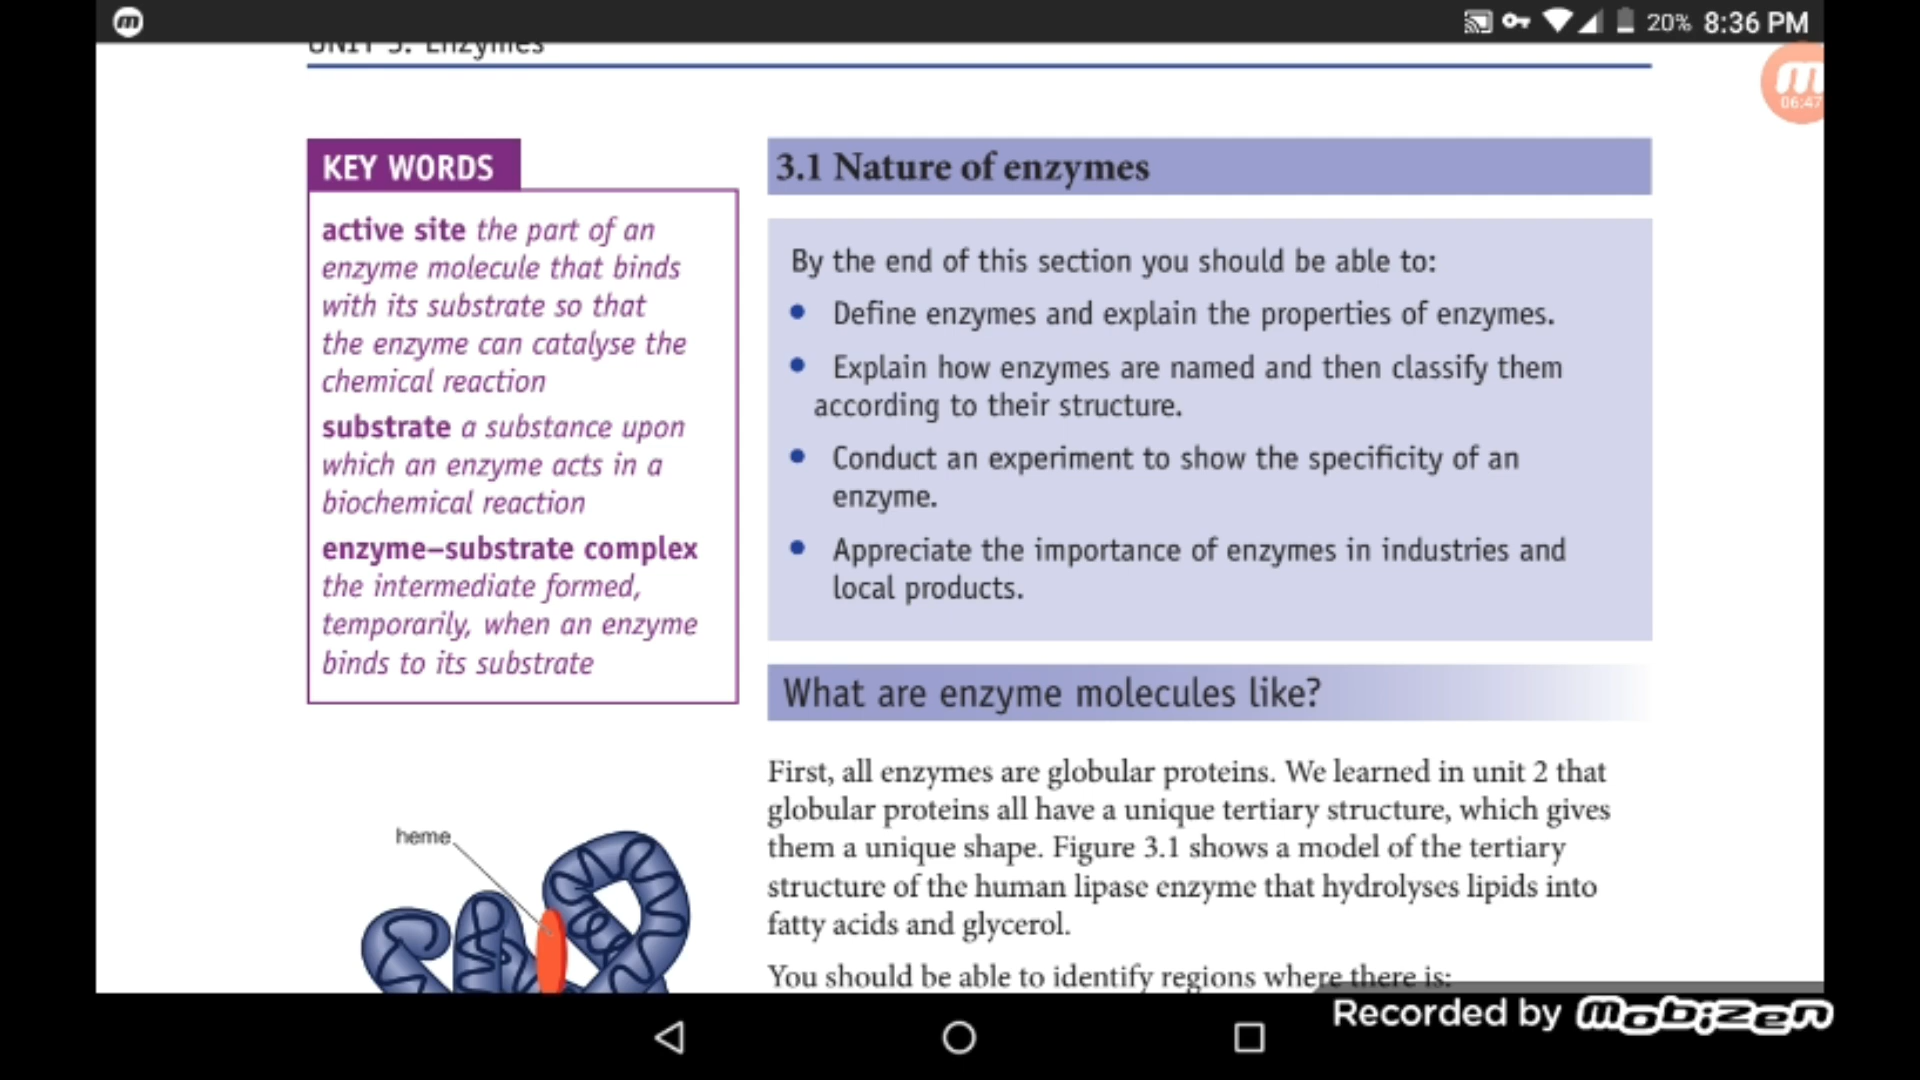 20% 8:36 PM
UNIT 3: Enzymes
06:47
KEY WORDS
active site the part of an
enzyme molecule that binds
with its substrate so that
the enzyme can catalyse the
chemical reaction
substrate a substance upon
which an enzyme acts in a
biochemical reaction
enzyme–substrate complex
the intermediate formed,
temporarily, when an enzyme
binds to its substrate
heme
3.1 Nature of enzymes
By the end of this section you should be able to:
• Define enzymes and explain the properties of enzymes.
• Explain how enzymes are named and then classify them
according to their structure.
• Conduct an experiment to show the specificity of an
enzyme.
• Appreciate the importance of enzymes in industries and
local products.
What are enzyme molecules like?
First, all enzymes are globular proteins. We learned in unit 2 that
globular proteins all have a unique tertiary structure, which gives
them a unique shape. Figure 3.1 shows a model of the tertiary
structure of the human lipase enzyme that hydrolyses lipids into
fatty acids and glycerol.
You should be able to identify regions where there is:
Recorded by mobizen